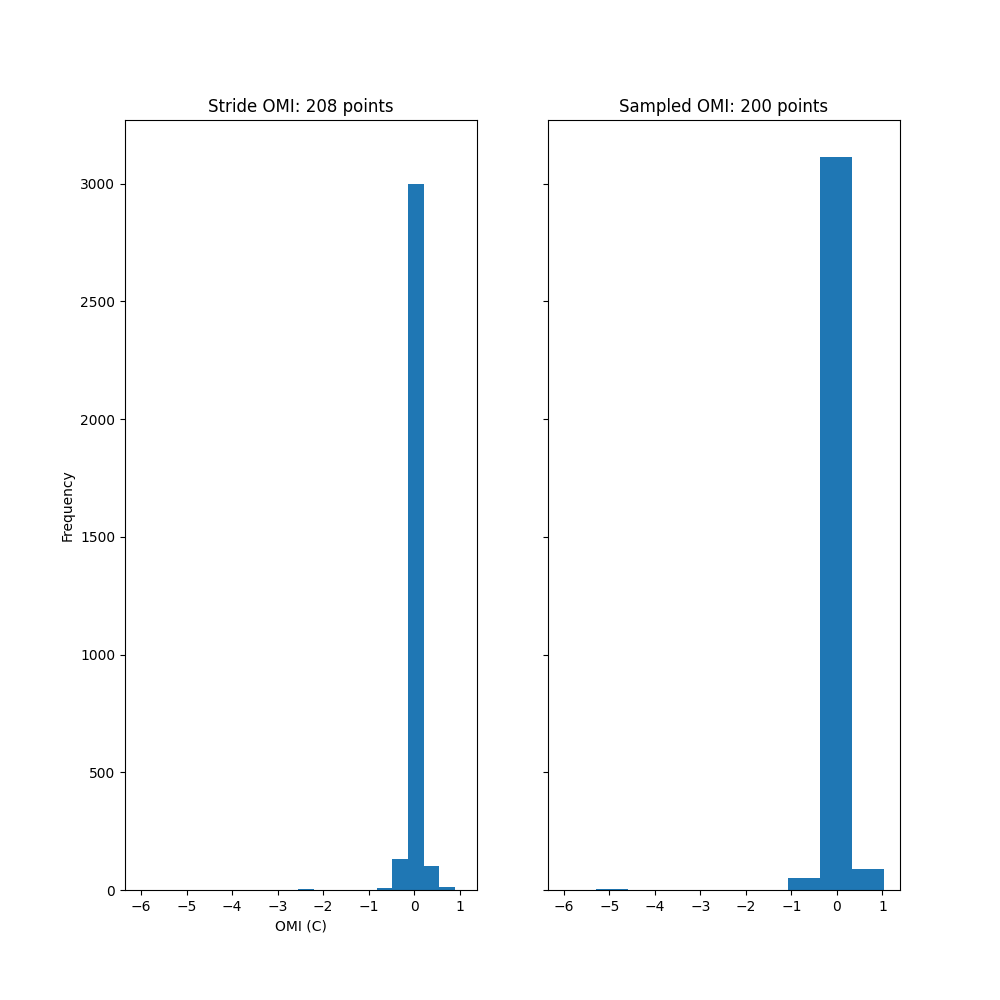 Stride OMI: 208 points
Sampled OMI: 200 points
3000
2500
2000
1500
1000
500
0
Frequency
−6 −5 −4 −3 −2 −1 0 1
OMI (C)
−6 −5 −4 −3 −2 −1 0 1